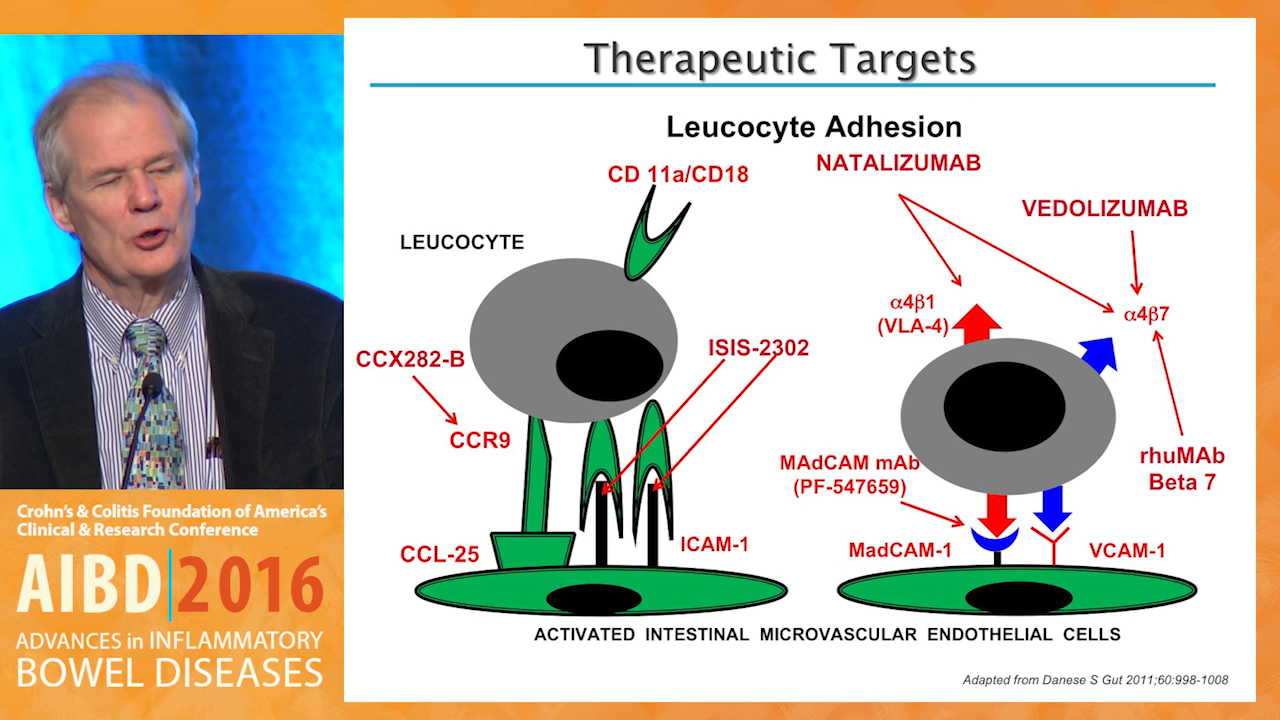 Therapeutic Targets
Leucocyte Adhesion
CD 11a/CD18
NATALIZUMAB
VEDOLIZUMAB
LEUCOCYTE
α4β1
(VLA-4)
α4β7
CCX282-B
ISIS-2302
CCR9
MAdCAM mAb
(PF-547659)
rhuMAb
Beta 7
CCL-25
ICAM-1
MadCAM-1
VCAM-1
ACTIVATED INTESTINAL MICROVASCULAR ENDOTHELIAL CELLS
Adapted from Danese S Gut 2011;60:998-1008
Crohn's & Colitis Foundation of America's
Clinical & Research Conference
AIBD|2016
ADVANCES in INFLAMMATORY
BOWEL DISEASES